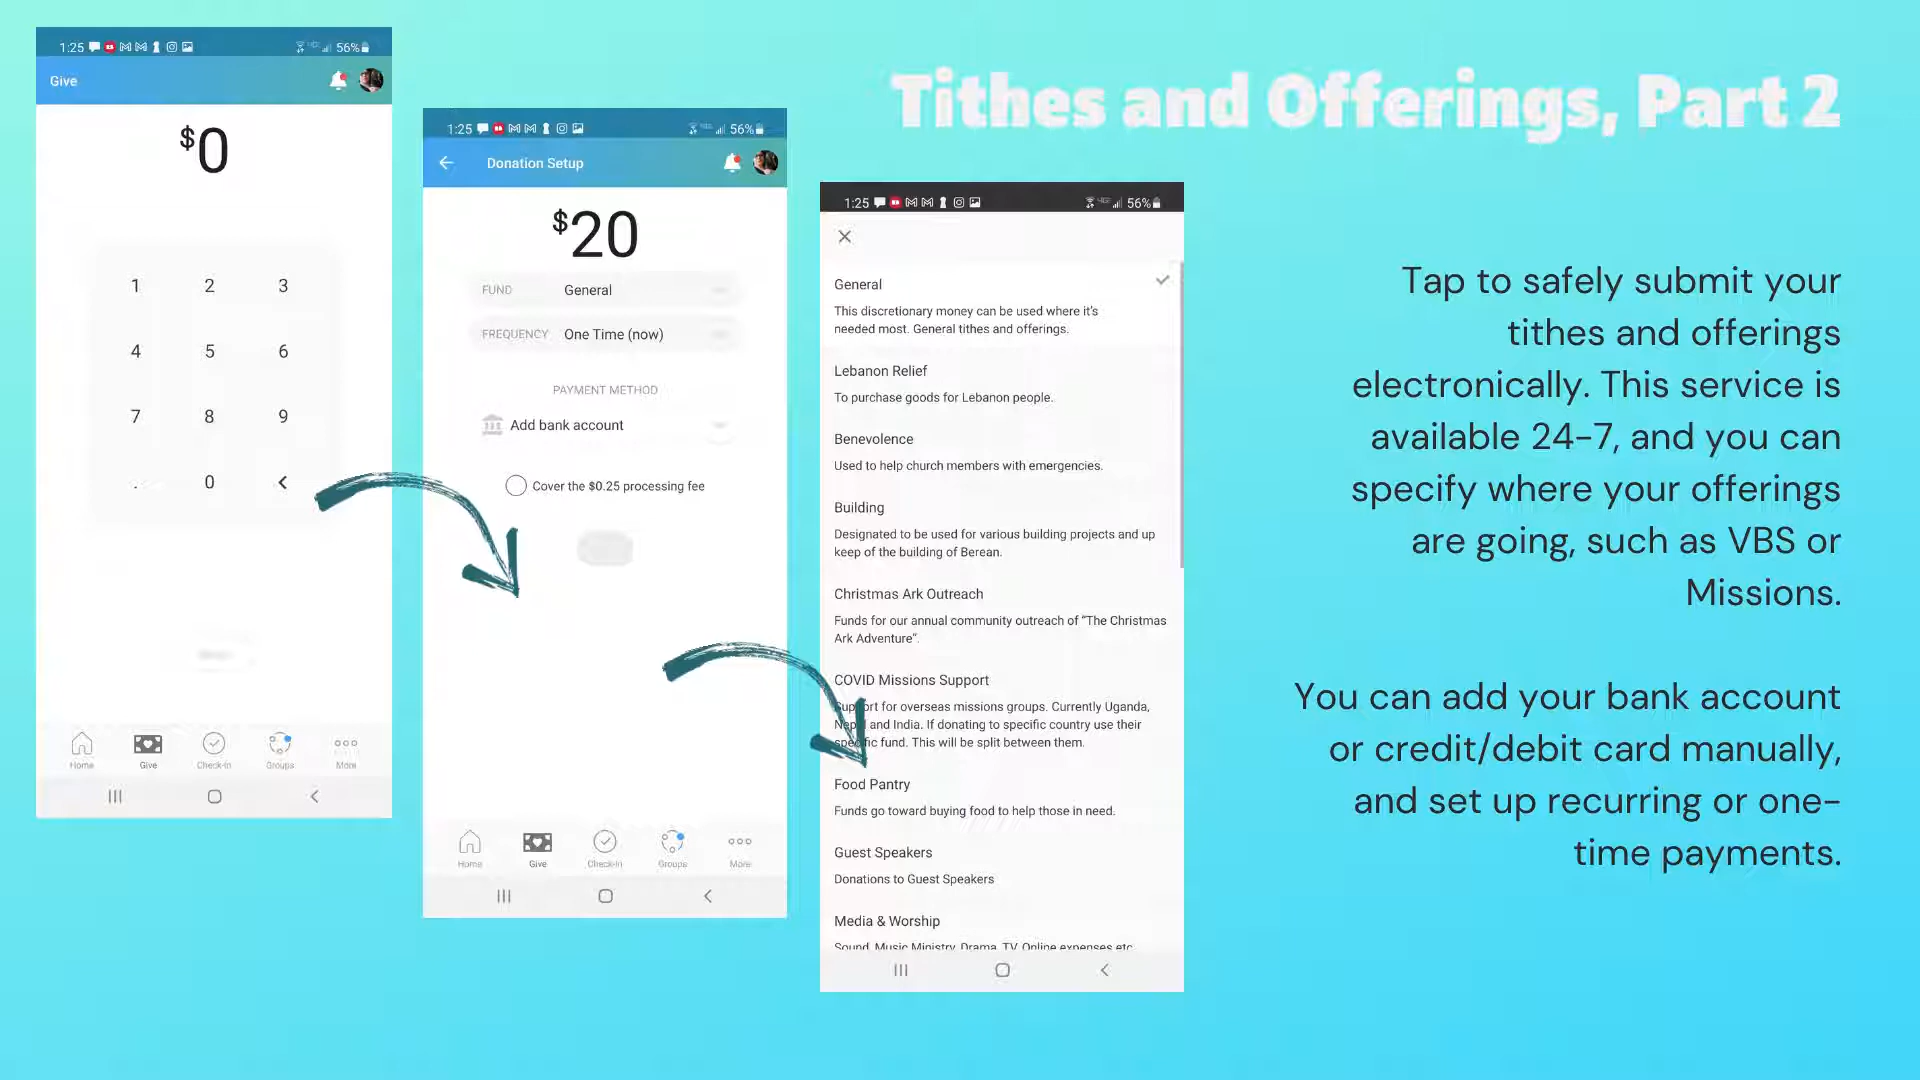 Tithes and Offerings, Part 2
1:25
56%
Give
$0
1 2 3
4 5 6
7 8 9
. 0 <
Home Give Check-In Groups More
1:25
56%
Donation Setup
$20
FUND General
FREQUENCY One Time (now)
PAYMENT METHOD
Add bank account
Cover the $0.25 processing fee
Home Give Check-In Groups More
1:25
56%
General
This discretionary money can be used where it's
needed most. General tithes and offerings.
Lebanon Relief
To purchase goods for Lebanon people.
Benevolence
Used to help church members with emergencies.
Building
Designated to be used for various building projects and up
keep of the building of Berean.
Christmas Ark Outreach
Funds for our annual community outreach of "The Christmas
Ark Adventure".
COVID Missions Support
Support for overseas missions groups. Currently Uganda,
Nepal and India. If donating to specific country use their
specific fund. This will be split between them.
Food Pantry
Funds go toward buying food to help those in need.
Guest Speakers
Donations to Guest Speakers
Media & Worship
Sound, Music Ministry, Drama, TV, Online expenses etc
Tap to safely submit your
tithes and offerings
electronically. This service is
available 24-7, and you can
specify where your offerings
are going, such as VBS or
Missions.
You can add your bank account
or credit/debit card manually,
and set up recurring or one-
time payments.